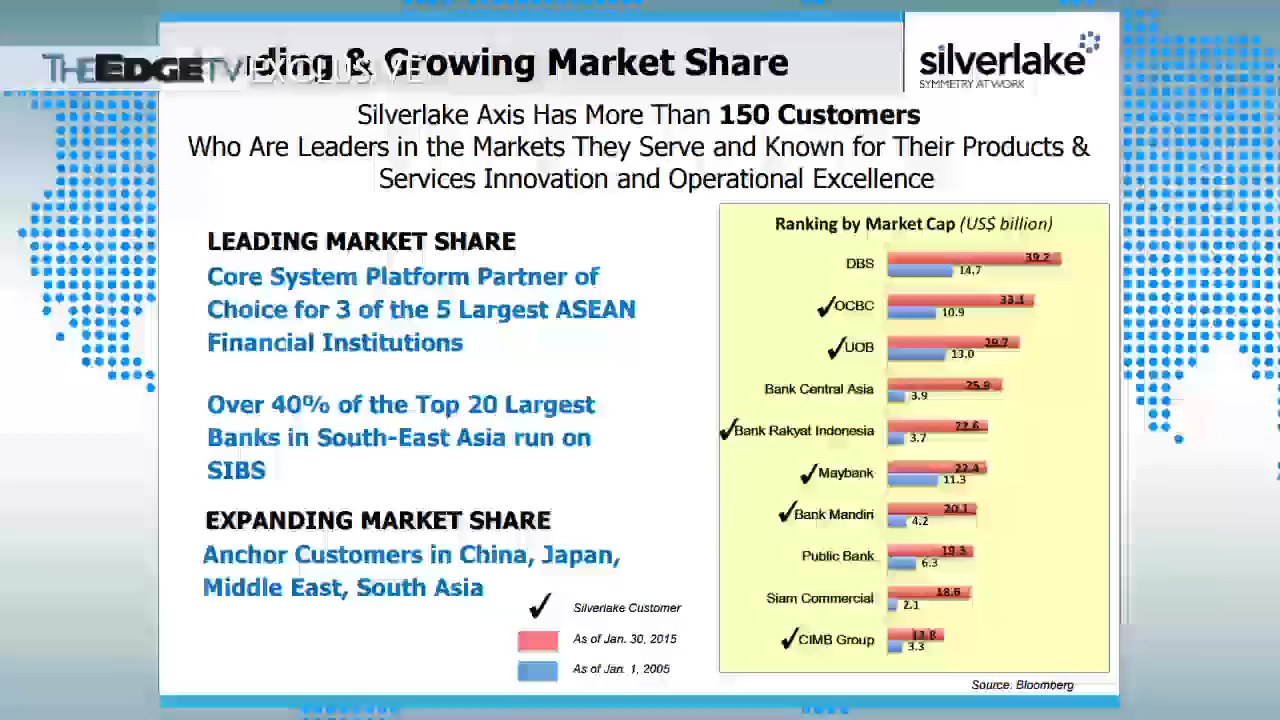 THEEDGETV EXCLUSIVE
ding & Growing Market Share
silverlake
SYMMETRY AT WORK
Silverlake Axis Has More Than 150 Customers
Who Are Leaders in the Markets They Serve and Known for Their Products &
Services Innovation and Operational Excellence
LEADING MARKET SHARE
Core System Platform Partner of
Choice for 3 of the 5 Largest ASEAN
Financial Institutions
Over 40% of the Top 20 Largest
Banks in South-East Asia run on
SIBS
EXPANDING MARKET SHARE
Anchor Customers in China, Japan,
Middle East, South Asia
✓ Silverlake Customer
As of Jan. 30, 2015
As of Jan. 1, 2005
Ranking by Market Cap (US$ billion)
DBS 39.2
14.7
✓OCBC 33.1
10.9
✓UOB 29.7
13.0
Bank Central Asia 25.9
3.9
✓Bank Rakyat Indonesia 22.6
3.7
✓Maybank 22.4
11.3
✓Bank Mandiri 20.1
4.2
Public Bank 19.3
6.3
Siam Commercial 18.6
2.1
✓CIMB Group 13.8
3.3
Source: Bloomberg